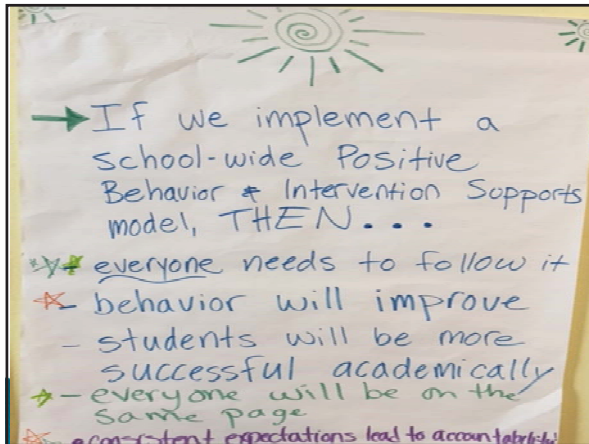 If we implement a
school-wide Positive
Behavior & Intervention Supports
model, THEN...
everyone needs to follow it
- behavior will improve
- students will be more
successful academically
- everyone will be on the
same page
consistent expectations lead to accountability